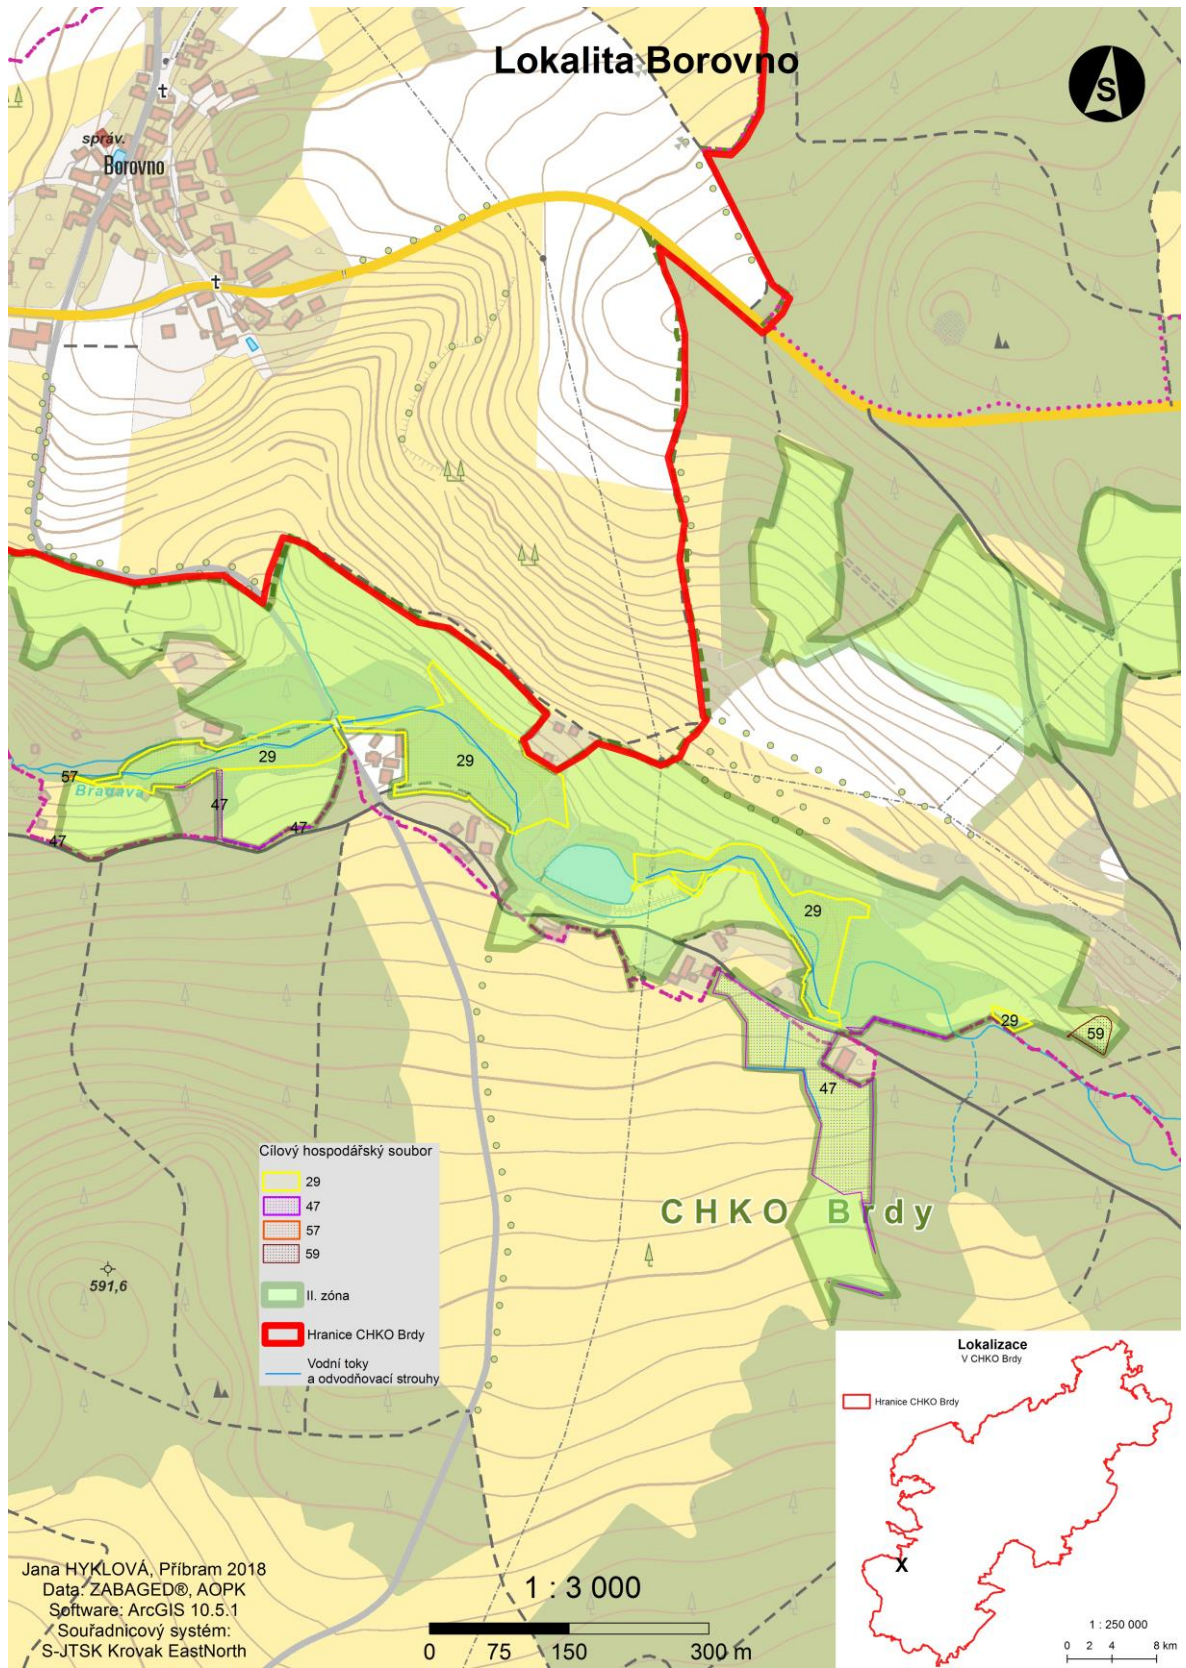 Lokalita Borovno
S
správ.
Borovno
29
29
57
Bradava
47
47
47
29
29
59
47
CHKO Brdy
Cílový hospodářský soubor
29
47
57
59
II. zóna
Hranice CHKO Brdy
Vodní toky
a odvodňovací strouhy
591,6
Lokalizace
V CHKO Brdy
Hranice CHKO Brdy
X
1 : 250 000
0 2 4 8 km
Jana HYKLOVÁ, Příbram 2018
Data: ZABAGED®, AOPK
Software: ArcGIS 10.5.1
Souřadnicový systém:
S-JTSK Krovak EastNorth
1 : 3 000
0 75 150 300 m